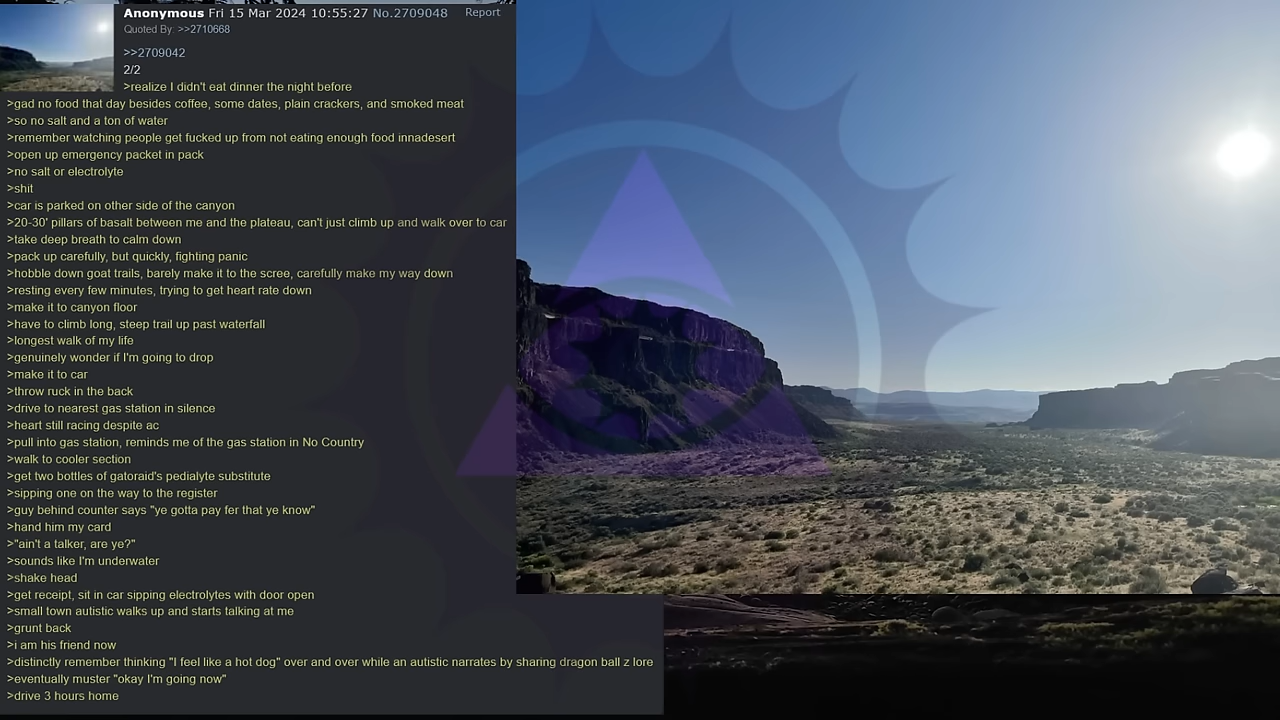 Anonymous Fri 15 Mar 2024 10:55:27 No.2709048 Report
Quoted By: >>2710668
>>2709042
2/2
>realize I didn't eat dinner the night before
>gad no food that day besides coffee, some dates, plain crackers, and smoked meat
>so no salt and a ton of water
>remember watching people get fucked up from not eating enough food innadesert
>open up emergency packet in pack
>no salt or electrolyte
>shit
>car is parked on other side of the canyon
>20-30' pillars of basalt between me and the plateau, can't just climb up and walk over to car
>take deep breath to calm down
>pack up carefully, but quickly, fighting panic
>hobble down goat trails, barely make it to the scree, carefully make my way down
>resting every few minutes, trying to get heart rate down
>make it to canyon floor
>have to climb long, steep trail up past waterfall
>longest walk of my life
>genuinely wonder if I'm going to drop
>make it to car
>throw ruck in the back
>drive to nearest gas station in silence
>heart still racing despite ac
>pull into gas station, reminds me of the gas station in No Country
>walk to cooler section
>get two bottles of gatoraid's pedialyte substitute
>sipping one on the way to the register
>guy behind counter says "ye gotta pay fer that ye know"
>hand him my card
>"ain't a talker, are ye?"
>sounds like I'm underwater
>shake head
>get receipt, sit in car sipping electrolytes with door open
>small town autistic walks up and starts talking at me
>grunt back
>i am his friend now
>distinctly remember thinking "I feel like a hot dog" over and over while an autistic narrates by sharing dragon ball z lore
>eventually muster "okay I'm going now"
>drive 3 hours home